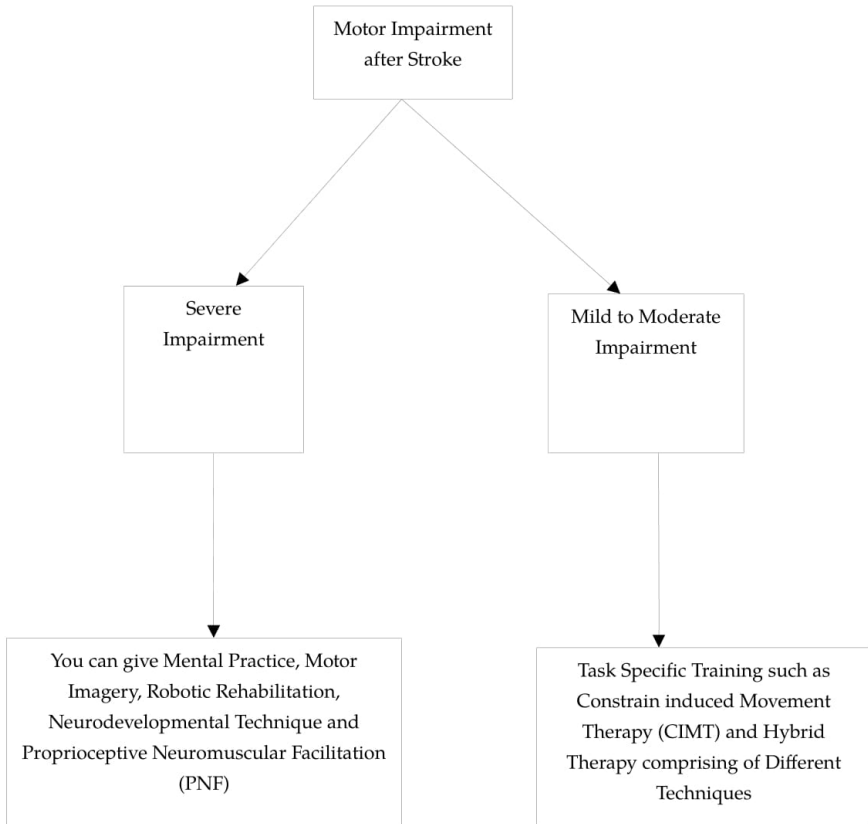 Motor Impairment
after Stroke
Severe
Impairment
Mild to Moderate
Impairment
You can give Mental Practice, Motor
Imagery, Robotic Rehabilitation,
Neurodevelopmental Technique and
Proprioceptive Neuromuscular Facilitation
(PNF)
Task Specific Training such as
Constrain induced Movement
Therapy (CIMT) and Hybrid
Therapy comprising of Different
Techniques